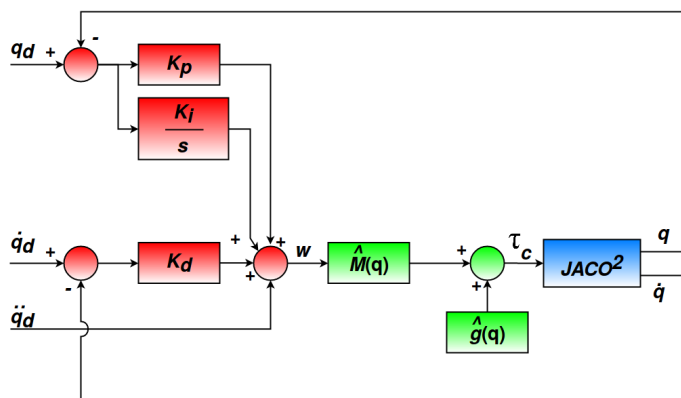 q_d + -
K_p
K_i
s
q̇_d + -
K_d
+ + +
w
M̂(q)
+ +
τ_c
JACO²
q
q̇
q̈_d
ĝ(q)